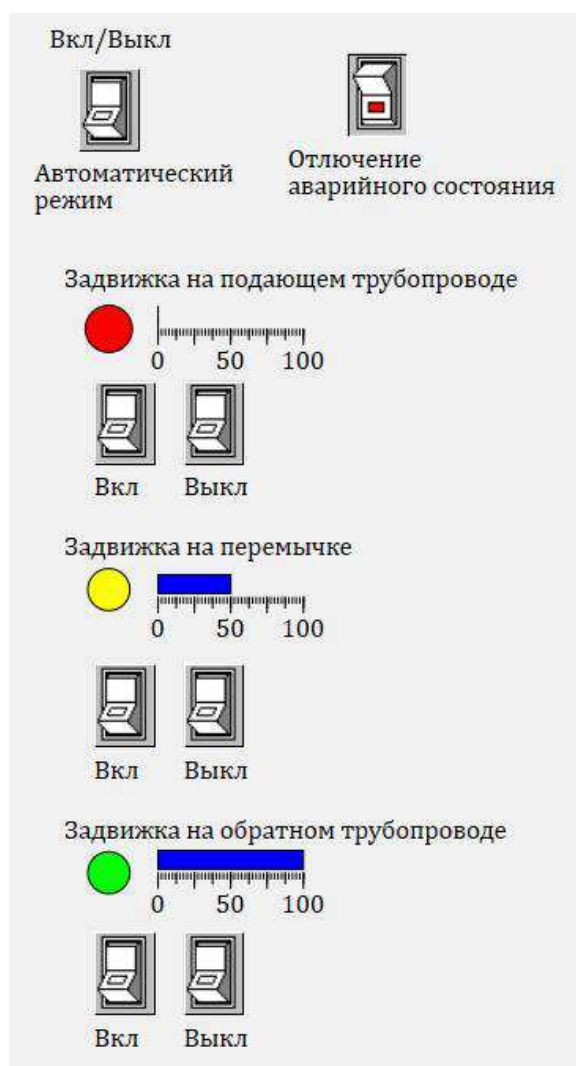 Вкл/Выкл
Автоматический
режим
Отлючение
аварийного состояния
Задвижка на подающем трубопроводе
0 50 100
Вкл Выкл
Задвижка на перемычке
0 50 100
Вкл Выкл
Задвижка на обратном трубопроводе
0 50 100
Вкл Выкл